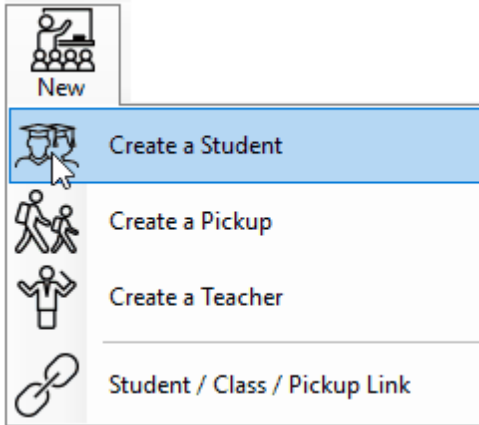 New
Create a Student
Create a Pickup
Create a Teacher
Student / Class / Pickup Link